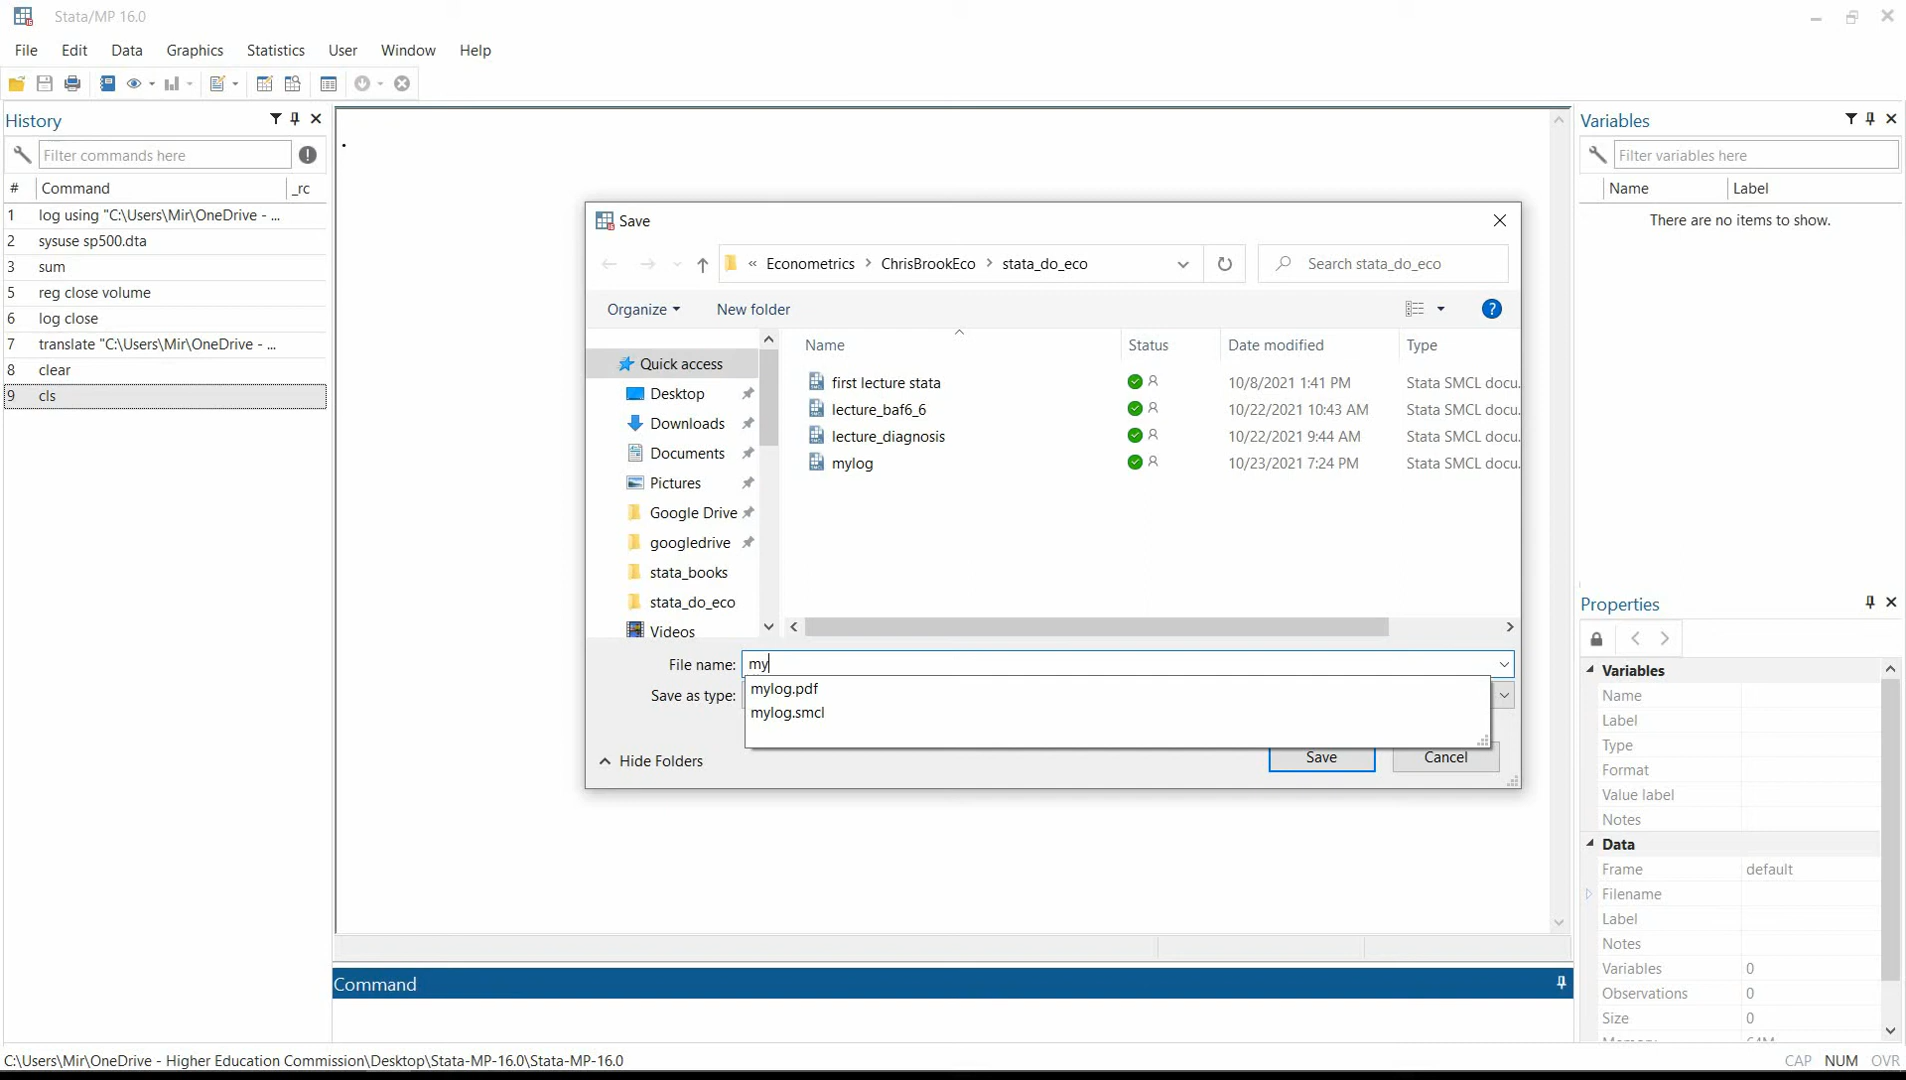 Stata/MP 16.0
File Edit Data Graphics Statistics User Window Help
History
Filter commands here
# Command _rc
1 log using "C:\Users\Mir\OneDrive - ...
2 sysuse sp500.dta
3 sum
5 reg close volume
6 log close
7 translate "C:\Users\Mir\OneDrive - ...
8 clear
9 cls
.
Save
« Econometrics > ChrisBrookEco > stata_do_eco
Search stata_do_eco
Organize New folder
Quick access
Desktop
Downloads
Documents
Pictures
Google Drive
googledrive
stata_books
stata_do_eco
Videos
Name Status Date modified Type
first lecture stata 10/8/2021 1:41 PM Stata SMCL docu.
lecture_baf6_6 10/22/2021 10:43 AM Stata SMCL docu.
lecture_diagnosis 10/22/2021 9:44 AM Stata SMCL docu.
mylog 10/23/2021 7:24 PM Stata SMCL docu.
File name: my
Save as type:
mylog.pdf
mylog.smcl
Hide Folders
Save Cancel
Variables
Filter variables here
Name Label
There are no items to show.
Properties
Variables
Name
Label
Type
Format
Value label
Notes
Data
Frame default
Filename
Label
Notes
Variables 0
Observations 0
Size 0
Command
C:\Users\Mir\OneDrive - Higher Education Commission\Desktop\Stata-MP-16.0\Stata-MP-16.0
CAP NUM OVR